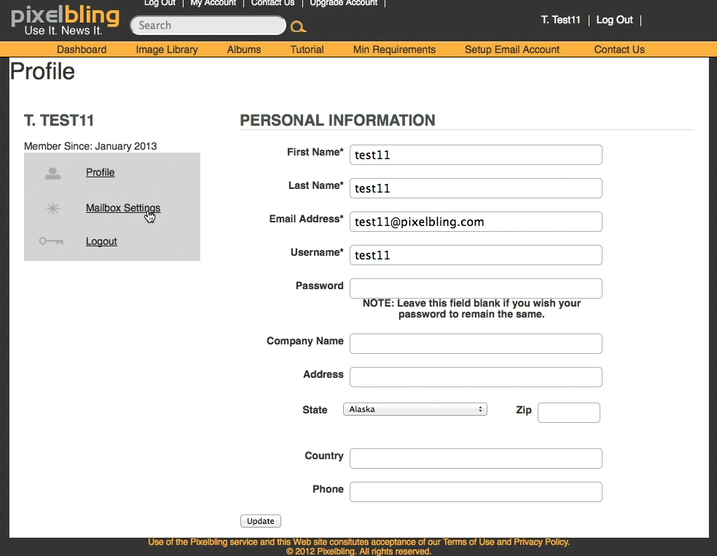 Log Out | My Account | Contact Us | Upgrade Account |
pixelbling
Use It. News It.
Search
T. Test11 | Log Out |
Dashboard Image Library Albums Tutorial Min Requirements Setup Email Account Contact Us
Profile
T. TEST11
Member Since: January 2013
Profile
Mailbox Settings
Logout
PERSONAL INFORMATION
First Name* test11
Last Name* test11
Email Address* test11@pixelbling.com
Username* test11
Password
NOTE: Leave this field blank if you wish your
password to remain the same.
Company Name
Address
State Alaska Zip
Country
Phone
Update
Use of the Pixelbling service and this Web site consitutes acceptance of our Terms of Use and Privacy Policy.
© 2012 Pixelbling. All rights reserved.